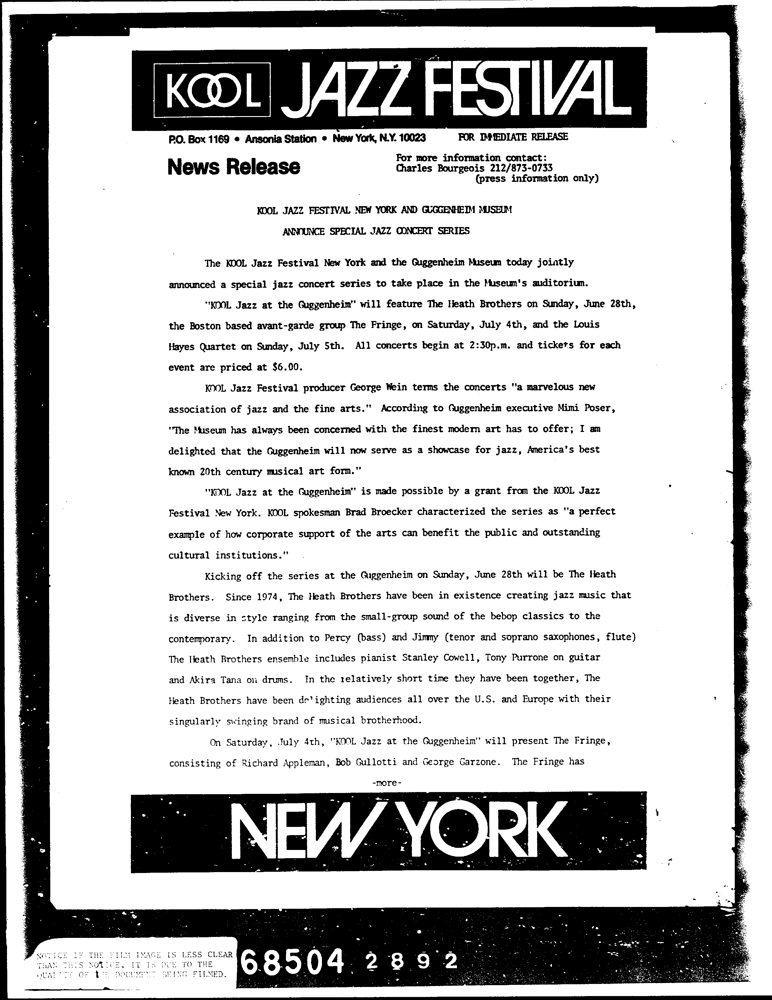 KOOL JAZZ FESTIVAL
P.O. Box 1169 • Ansonia Station • New York, N.Y. 10023 FOR IMMEDIATE RELEASE
News Release
For more information contact:
Charles Bourgeois 212/873-0733
(press information only)
KOOL JAZZ FESTIVAL NEW YORK AND GUGGENHEIM MUSEUM
ANNOUNCE SPECIAL JAZZ CONCERT SERIES
The KOOL Jazz Festival New York and the Guggenheim Museum today jointly
announced a special jazz concert series to take place in the Museum's auditorium.
"KOOL Jazz at the Guggenheim" will feature The Heath Brothers on Sunday, June 28th,
the Boston based avant-garde group The Fringe, on Saturday, July 4th, and the Louis
Hayes Quartet on Sunday, July 5th. All concerts begin at 2:30p.m. and tickets for each
event are priced at $6.00.
KOOL Jazz Festival producer George Wein terms the concerts "a marvelous new
association of jazz and the fine arts." According to Guggenheim executive Mimi Poser,
"The Museum has always been concerned with the finest modern art has to offer; I am
delighted that the Guggenheim will now serve as a showcase for jazz, America's best
known 20th century musical art form."
"KOOL Jazz at the Guggenheim" is made possible by a grant from the KOOL Jazz
Festival New York. KOOL spokesman Brad Broecker characterized the series as "a perfect
example of how corporate support of the arts can benefit the public and outstanding
cultural institutions."
Kicking off the series at the Guggenheim on Sunday, June 28th will be The Heath
Brothers. Since 1974, The Heath Brothers have been in existence creating jazz music that
is diverse in style ranging from the small-group sound of the bebop classics to the
contemporary. In addition to Percy (bass) and Jimmy (tenor and soprano saxophones, flute)
The Heath Brothers ensemble includes pianist Stanley Cowell, Tony Purrone on guitar
and Akira Tana on drums. In the relatively short time they have been together, The
Heath Brothers have been delighting audiences all over the U.S. and Europe with their
singularly swinging brand of musical brotherhood.
On Saturday, July 4th, "KOOL Jazz at the Guggenheim" will present The Fringe,
consisting of Richard Appleman, Bob Gullotti and George Garzone. The Fringe has
-more-
NEW YORK
NOTICE IF THE FILM IMAGE IS LESS CLEAR
THAN THIS NOTICE, IT IS DUE TO THE
QUALITY OF THE DOCUMENT BEING FILMED.
68504 2892